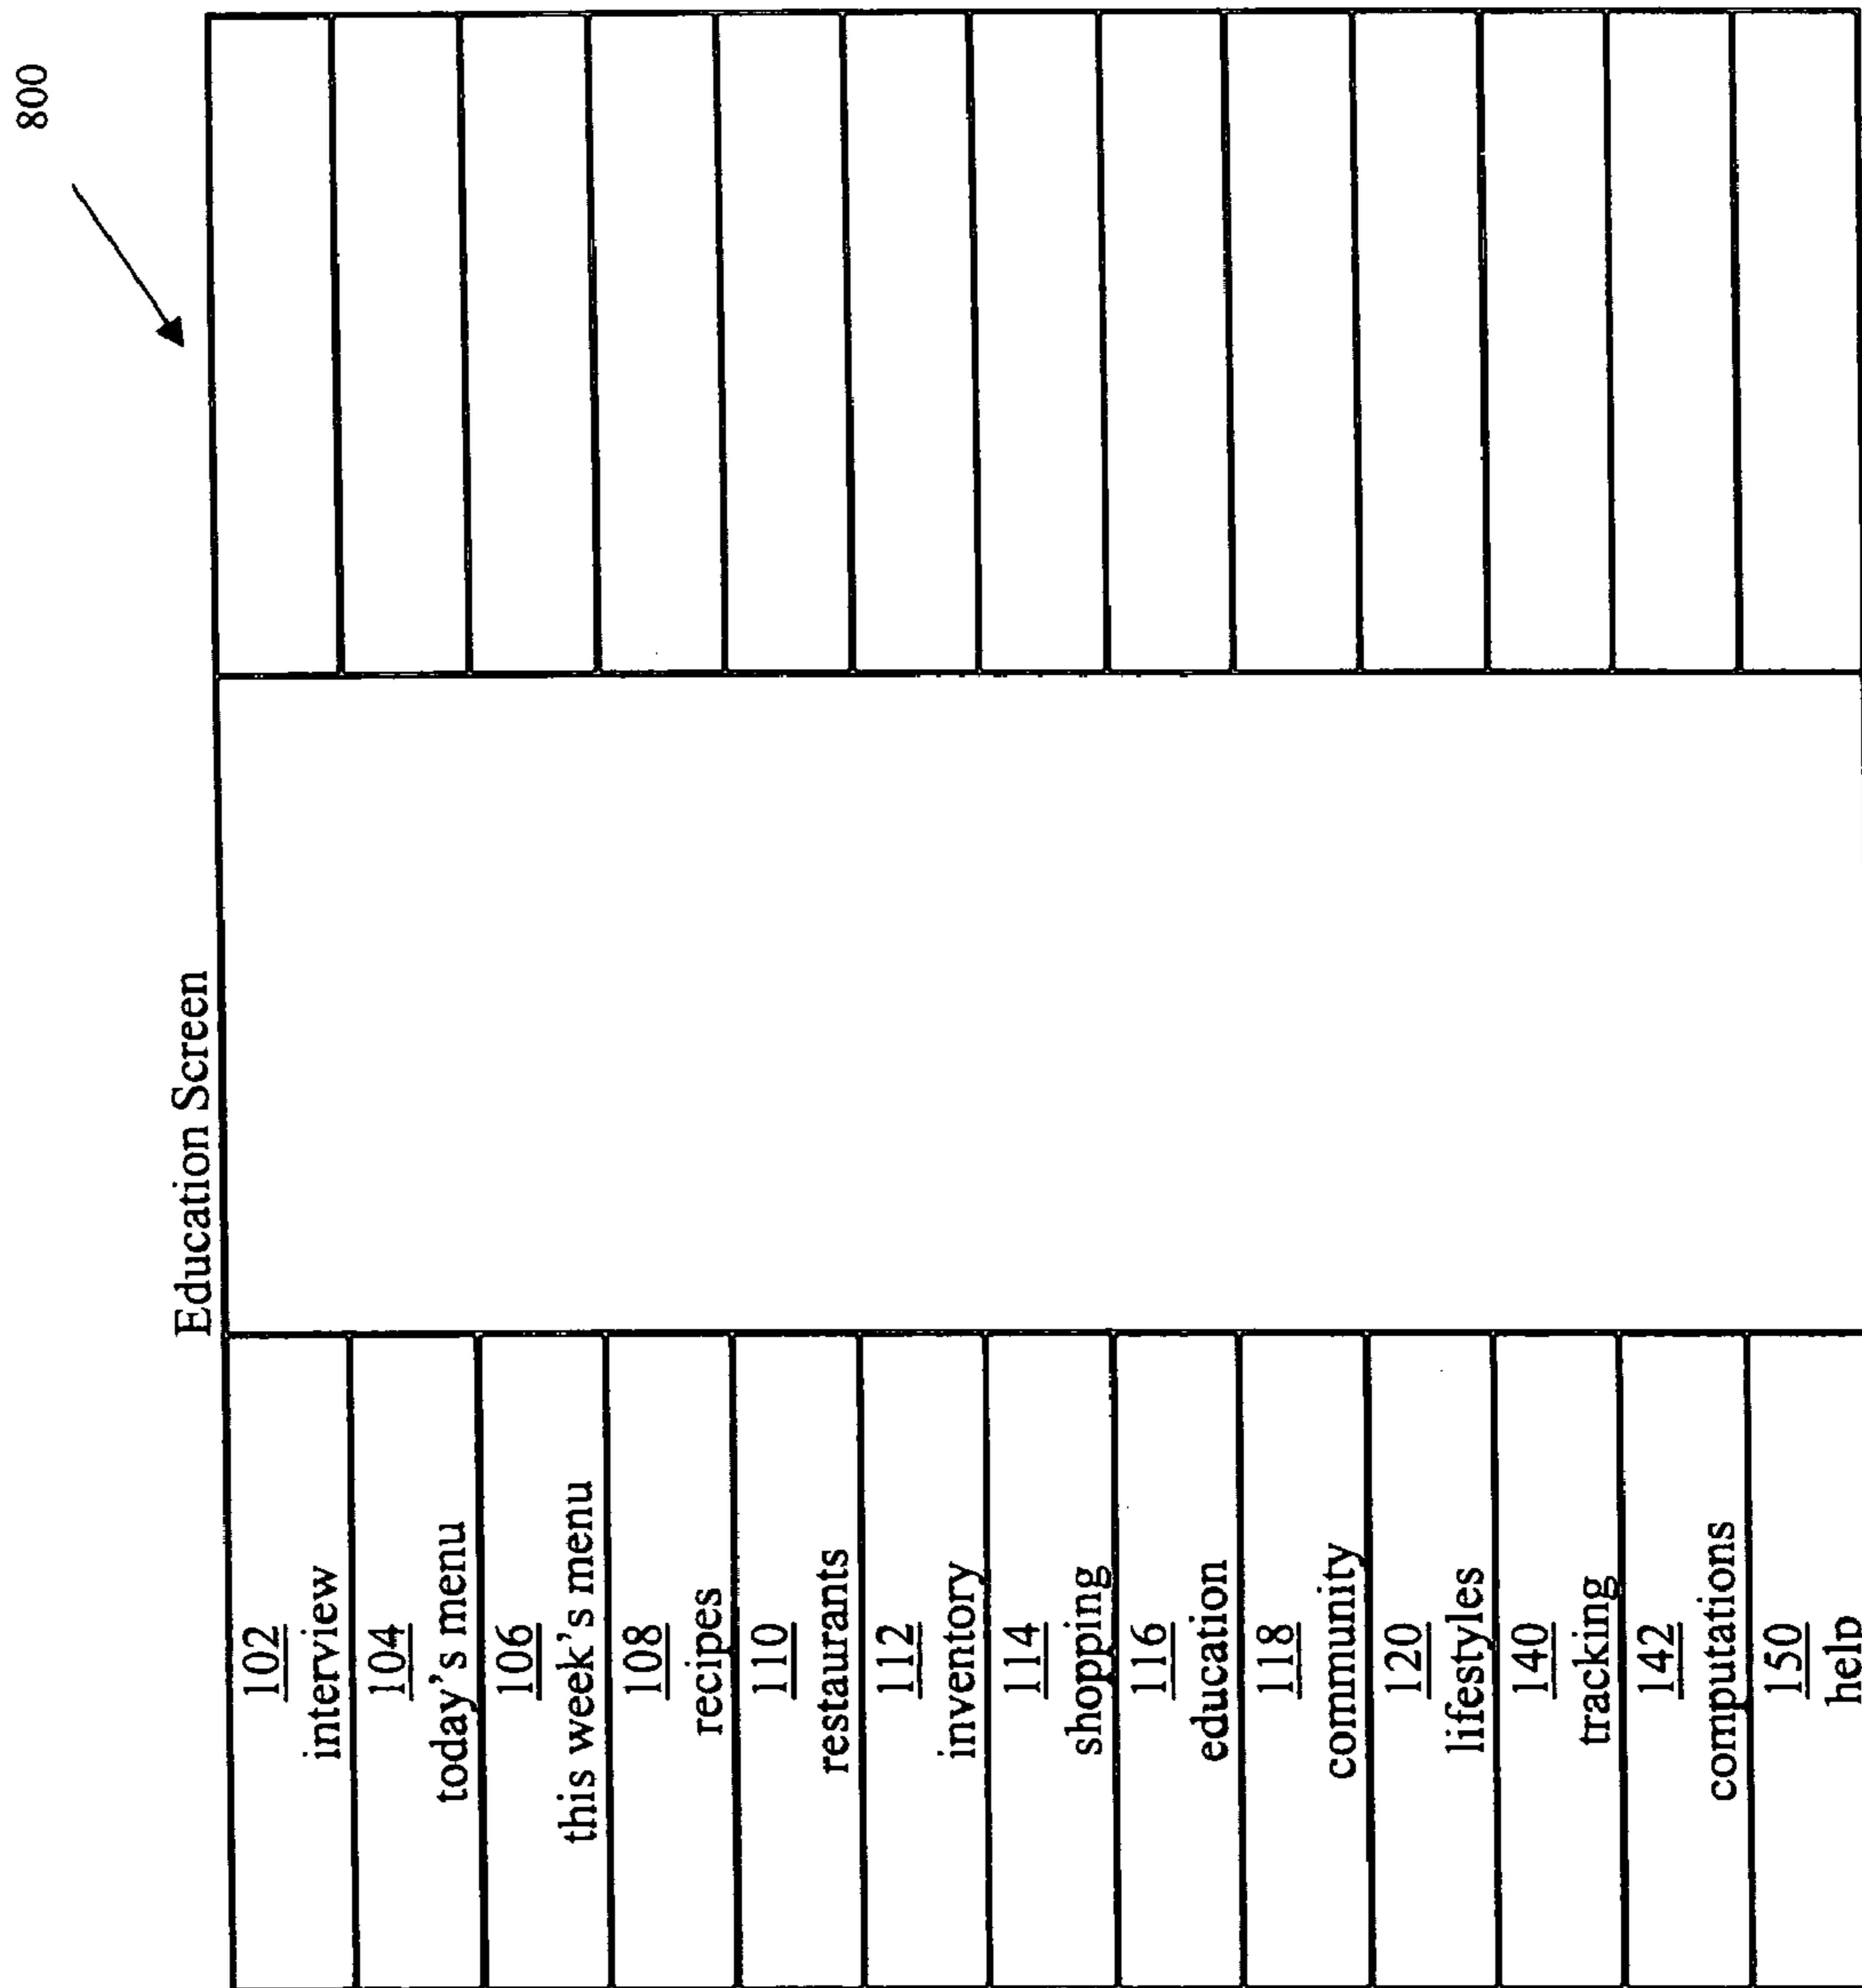 800
Education Screen
102
interview
104
today's menu
106
this week's menu
108
recipes
110
restaurants
112
inventory
114
shopping
116
education
118
community
120
lifestyles
140
tracking
142
computations
150
help